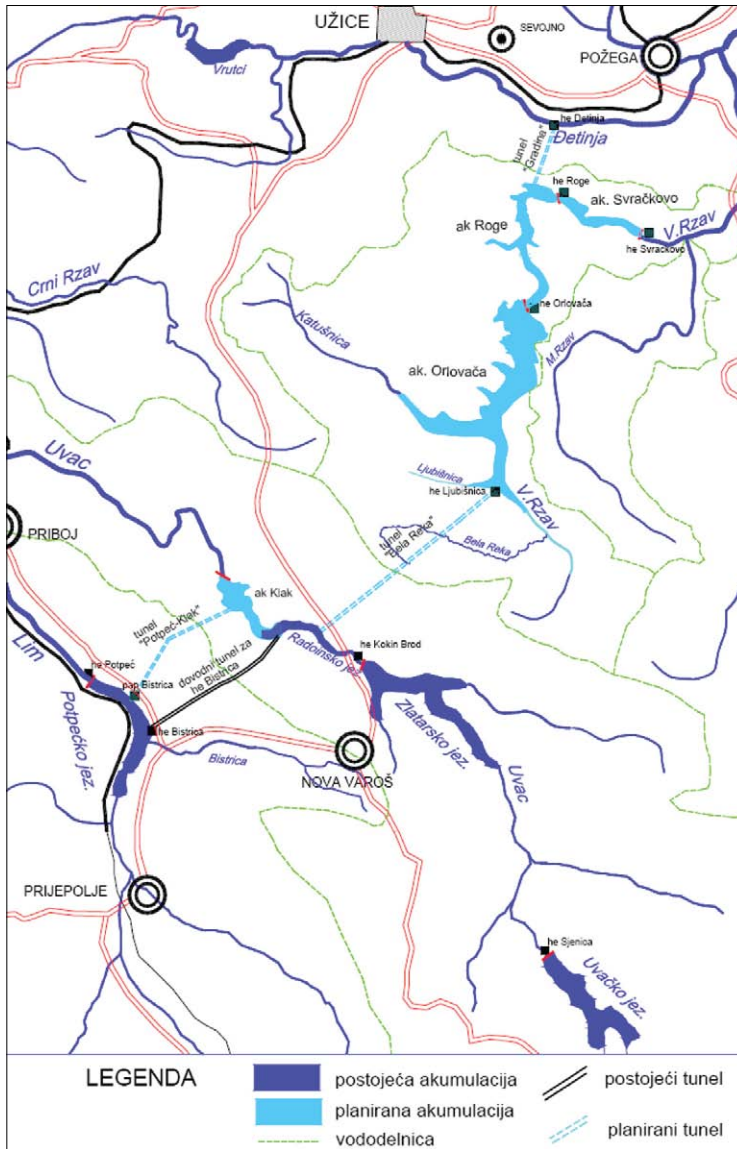 UŽICE
SEVOJNO
POŽEGA
Vrutci
he Đetinja
Đetinja
tunel
"Gradina"
he Roge
ak. Svračkovo
ak Roge
V.Rzav
he Svračkovo
Crni Rzav
he Orlovača
Katušnica
M.Rzav
ak. Orlovača
Uvac
Ljubišnica
he Ljubišnica
V.Rzav
PRIBOJ
tunel
"Bela Reka"
Bela Reka
ak Klak
tunel
"Potpeć-Klek"
Radoinsko jez.
he Kokin Brod
Lim
he Potpeć
dovodni tunel za
he Bistrica
pap Bistrica
Potpećko jez.
he Bistrica
Zlatarsko jez.
Bistrica
Uvac
NOVA VAROŠ
PRIJEPOLJE
he Sjenica
Uvačko jez.
LEGENDA
postojeća akumulacija
postojeći tunel
planirana akumulacija
planirani tunel
vododelnica